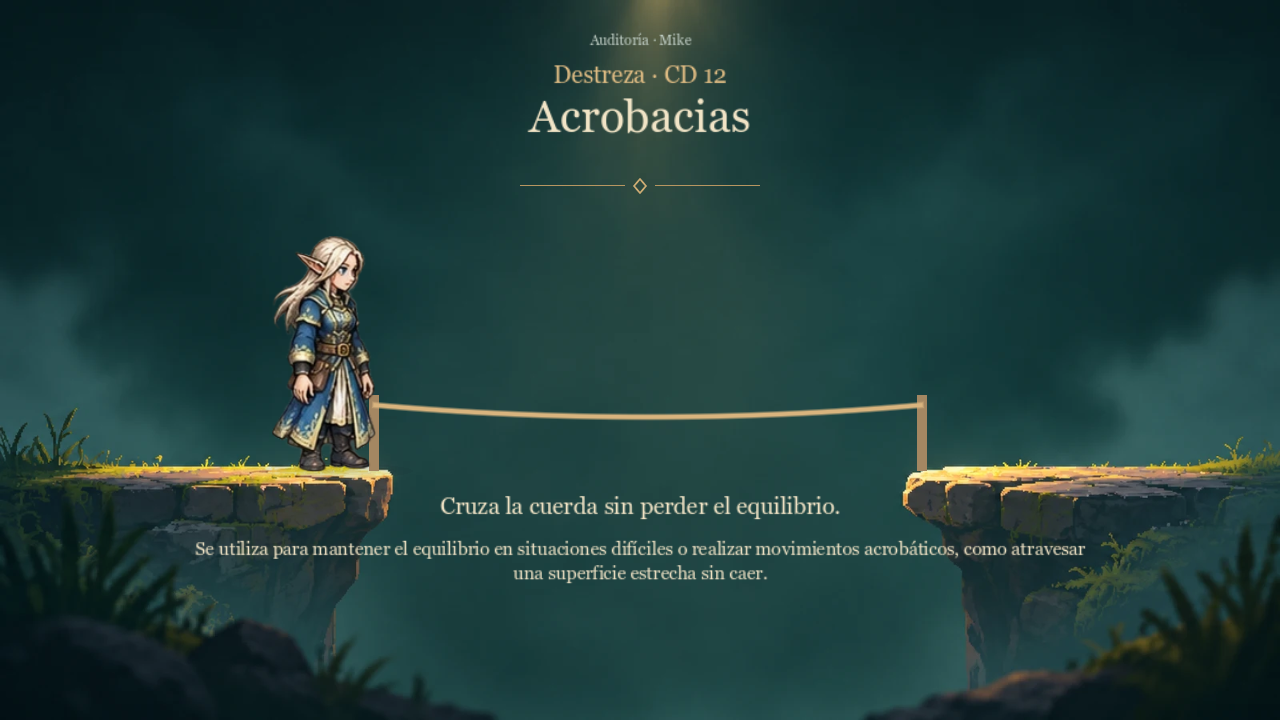 Auditoría · Mike
Destreza · CD 12
Acrobacias
Cruza la cuerda sin perder el equilibrio.
Se utiliza para mantener el equilibrio en situaciones difíciles o realizar movimientos acrobáticos, como atravesar
una superficie estrecha sin caer.